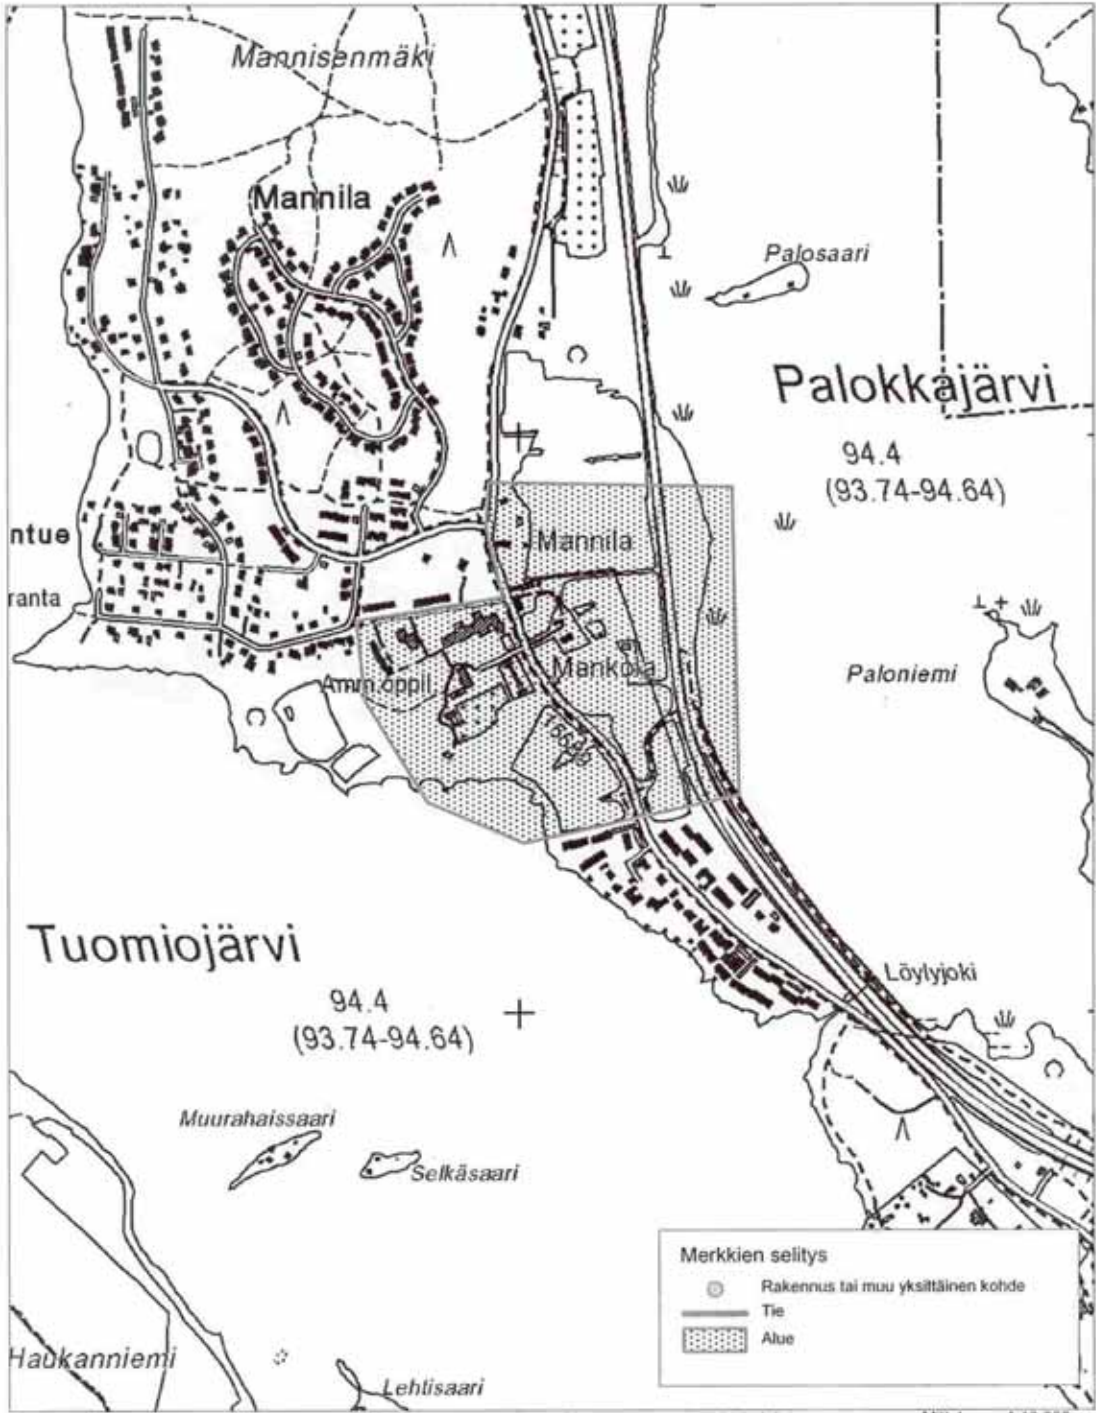 Mannisenmäki
Mannila
Palosaari
Palokkajärvi
94.4
(93.74-94.64)
ntue
ranta
Mannila
Mankola
Amm.oppil.
Paloniemi
Tuomiojärvi
94.4
(93.74-94.64)
Löylyjoki
Muurahaissaari
Selkäsaari
Haukanniemi
Lehtisaari
Merkkien selitys
Rakennus tai muu yksittäinen kohde
Tie
Alue